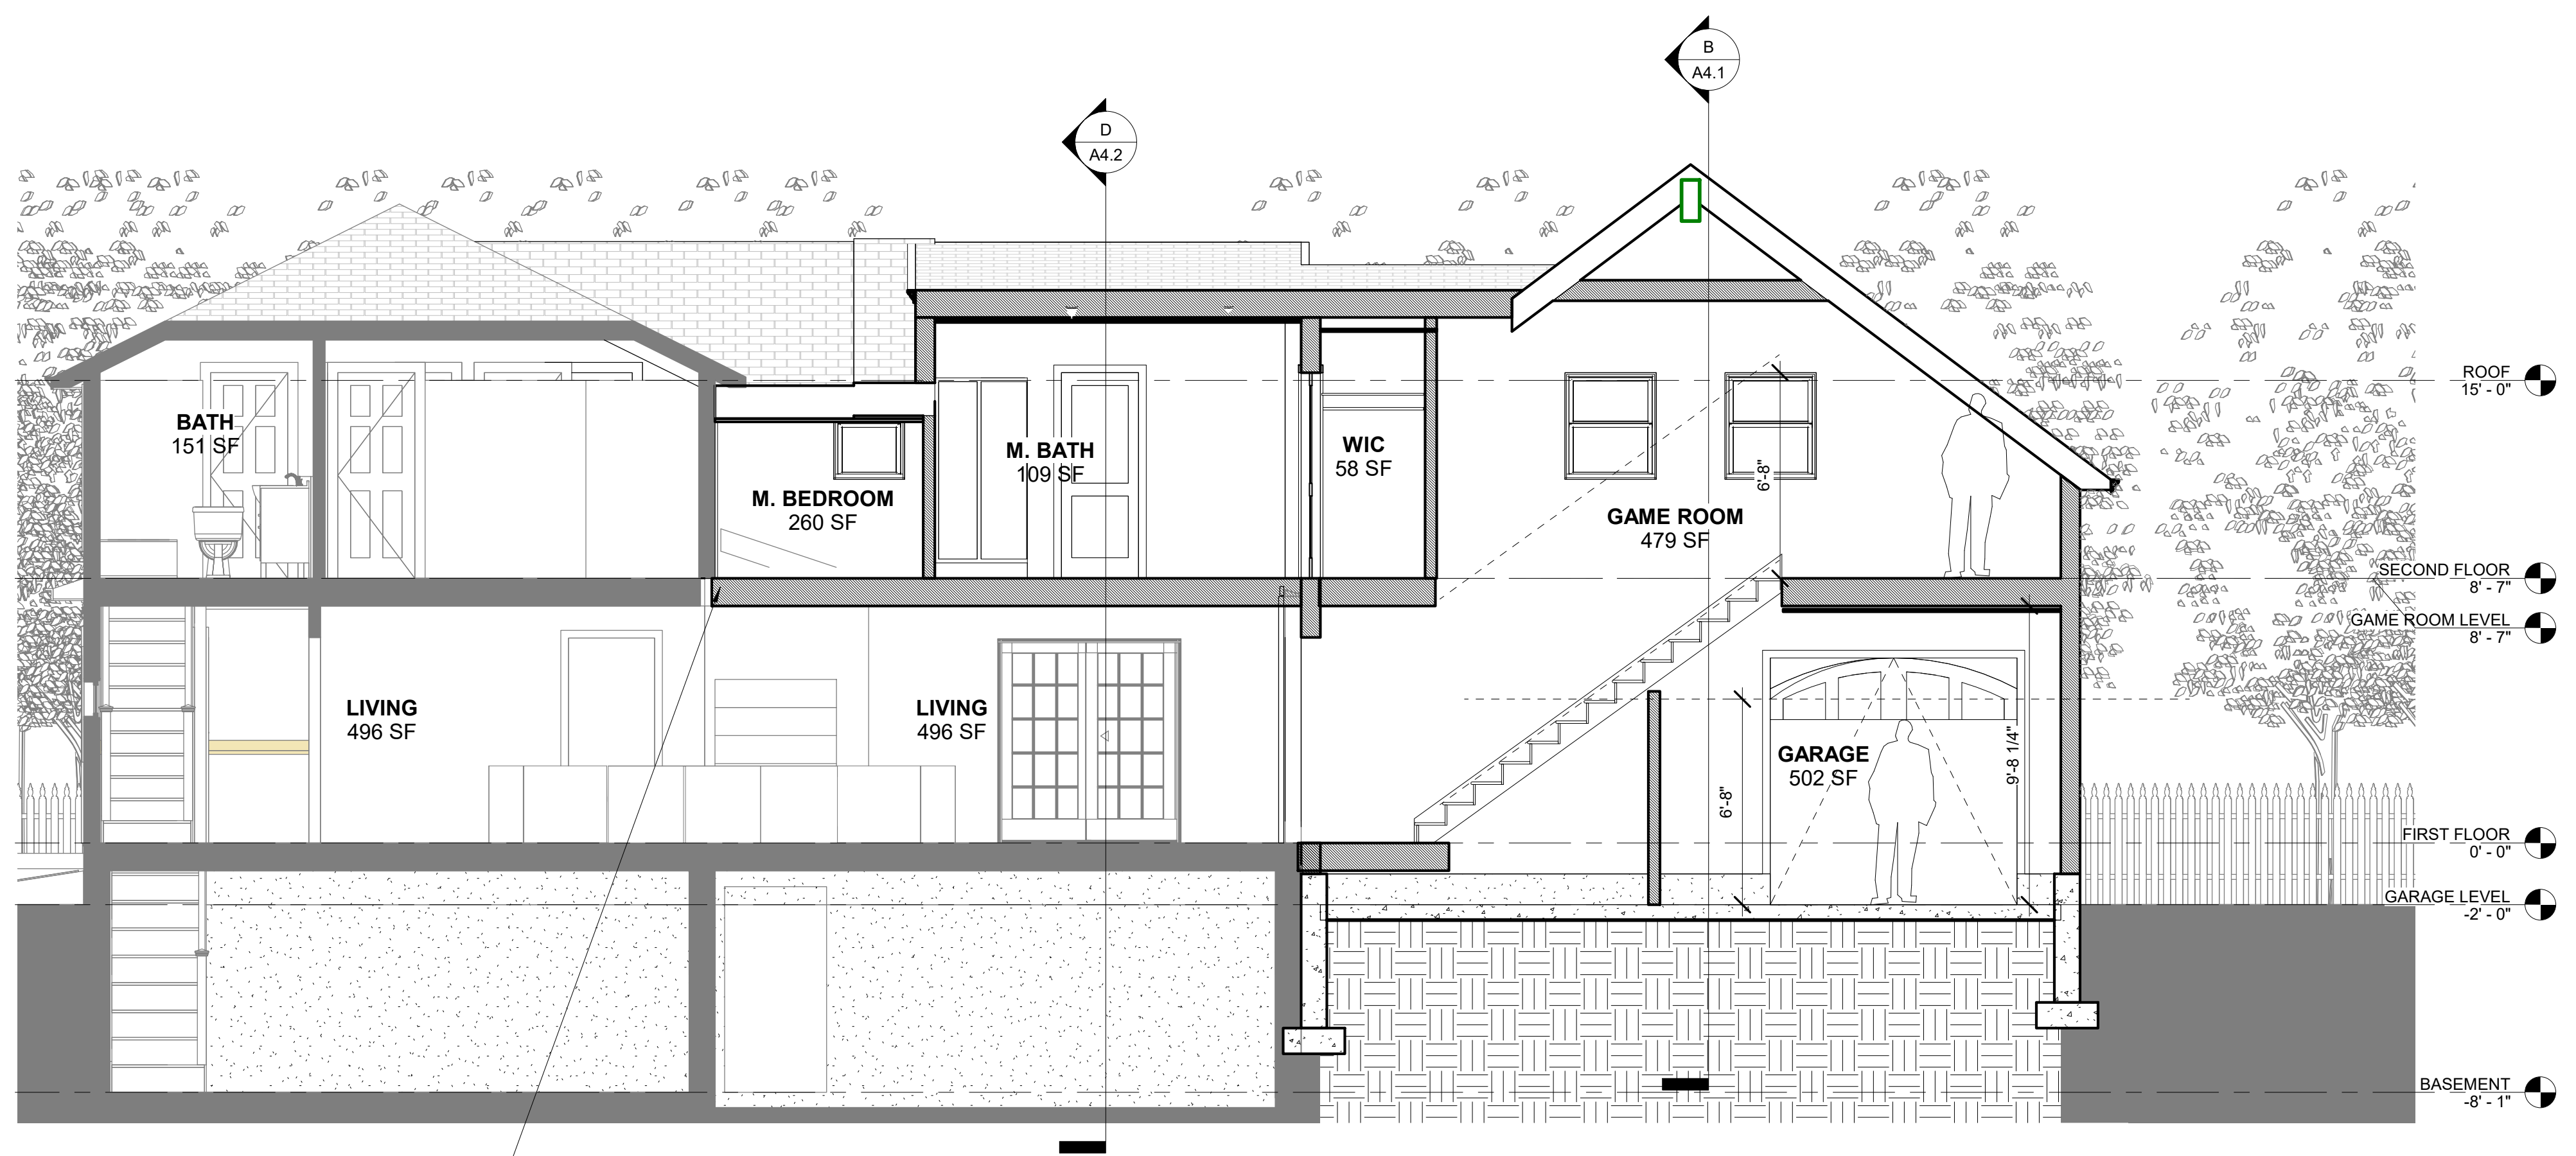 B
A4.1
D
A4.2
ROOF
15' - 0"
BATH
151 SF
M. BATH
109 SF
WIC
58 SF
6'-8"
M. BEDROOM
260 SF
GAME ROOM
479 SF
SECOND FLOOR
8' - 7"
GAME ROOM LEVEL
8' - 7"
LIVING
496 SF
LIVING
496 SF
GARAGE
502 SF
9'-8 1/4"
6'-8"
FIRST FLOOR
0' - 0"
GARAGE LEVEL
-2' - 0"
BASEMENT
-8' - 1"